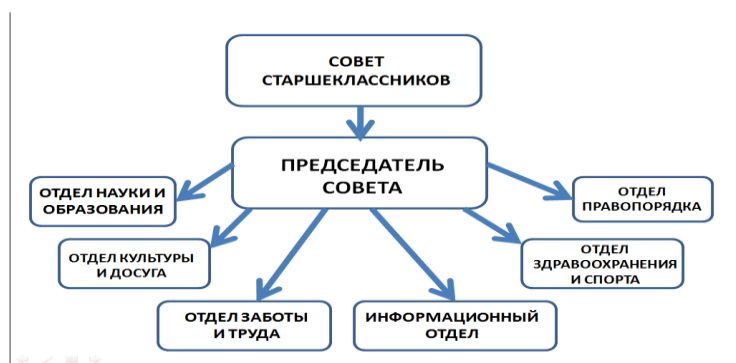 СОВЕТ
СТАРШЕКЛАССНИКОВ
ПРЕДСЕДАТЕЛЬ
СОВЕТА
ОТДЕЛ НАУКИ И
ОБРАЗОВАНИЯ
ОТДЕЛ
ПРАВОПОРЯДКА
ОТДЕЛ КУЛЬТУРЫ
И ДОСУГА
ОТДЕЛ
ЗДРАВООХРАНЕНИЯ
И СПОРТА
ОТДЕЛ ЗАБОТЫ
И ТРУДА
ИНФОРМАЦИОННЫЙ
ОТДЕЛ